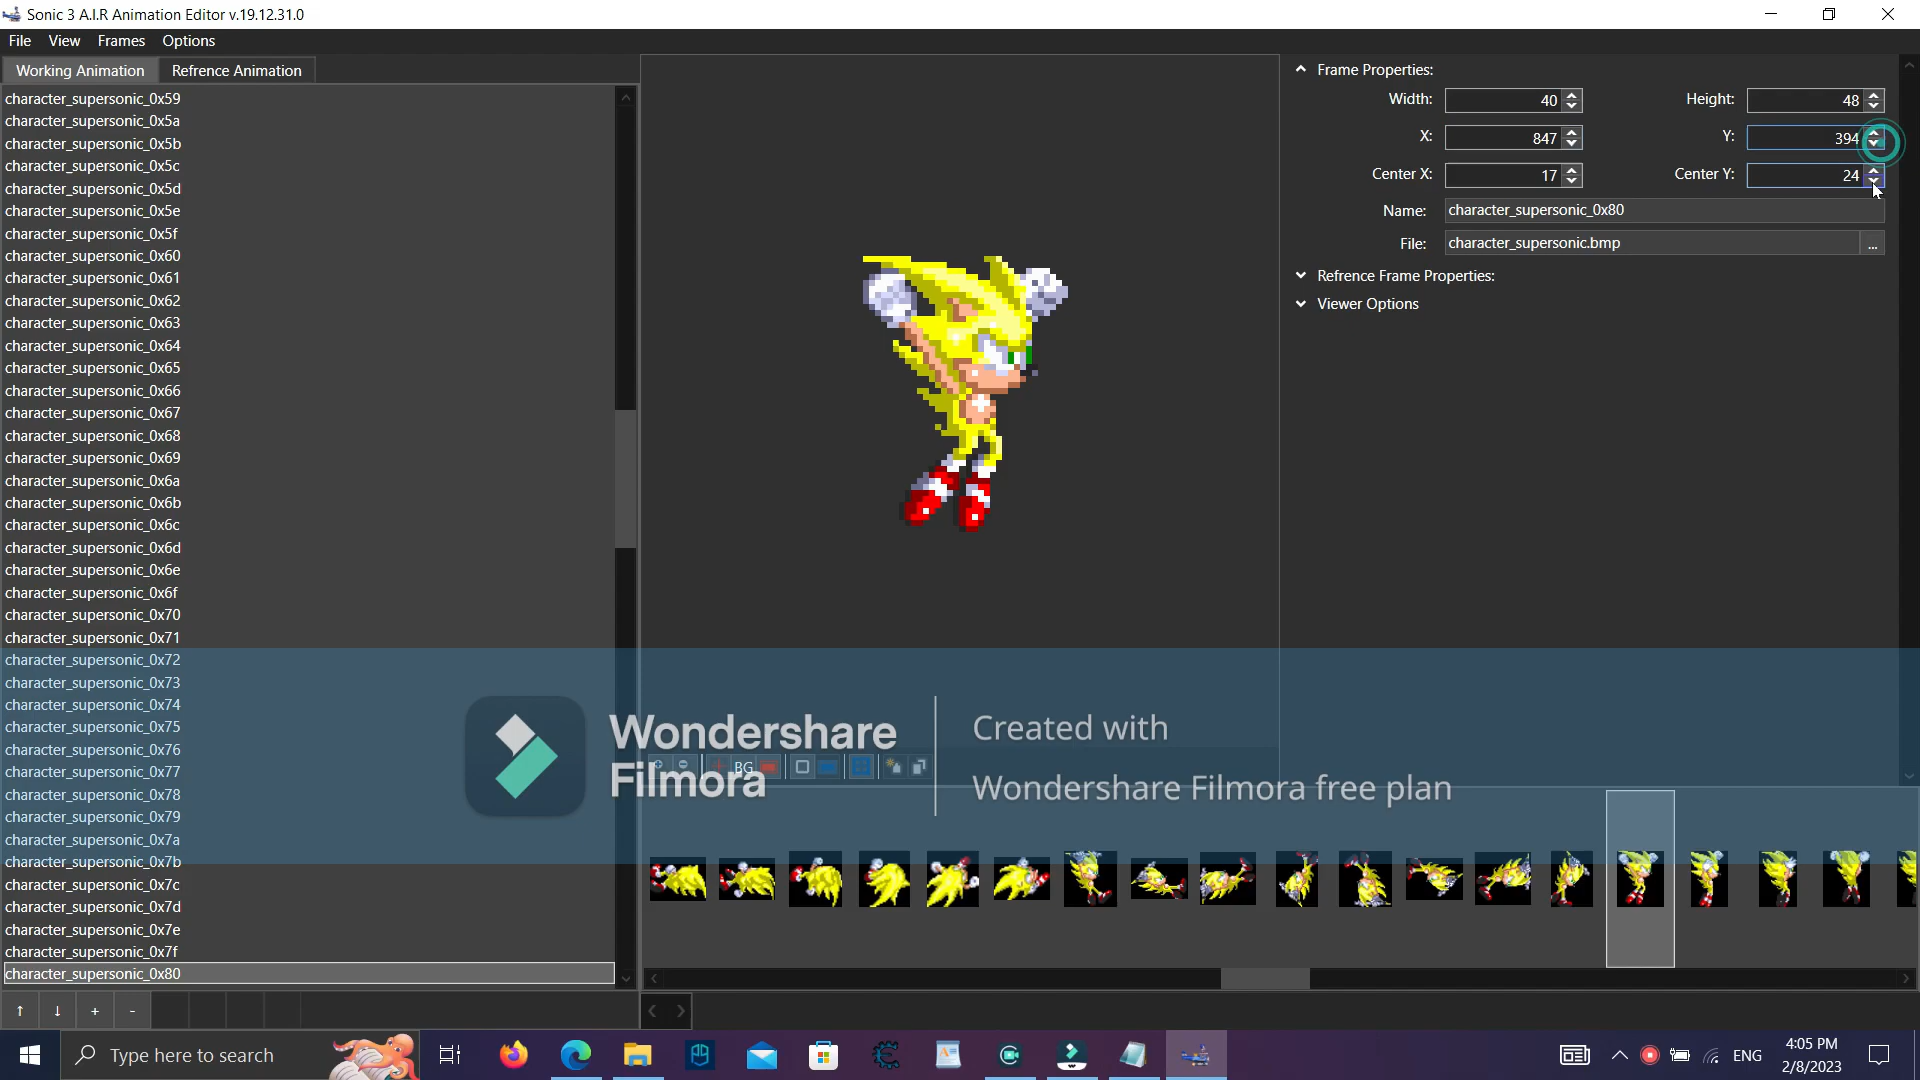 Sonic 3 A.I.R Animation Editor v.19.12.31.0
File View Frames Options
Working Animation Refrence Animation
character_supersonic_0x59
character_supersonic_0x5a
character_supersonic_0x5b
character_supersonic_0x5c
character_supersonic_0x5d
character_supersonic_0x5e
character_supersonic_0x5f
character_supersonic_0x60
character_supersonic_0x61
character_supersonic_0x62
character_supersonic_0x63
character_supersonic_0x64
character_supersonic_0x65
character_supersonic_0x66
character_supersonic_0x67
character_supersonic_0x68
character_supersonic_0x69
character_supersonic_0x6a
character_supersonic_0x6b
character_supersonic_0x6c
character_supersonic_0x6d
character_supersonic_0x6e
character_supersonic_0x6f
character_supersonic_0x70
character_supersonic_0x71
character_supersonic_0x72
character_supersonic_0x73
character_supersonic_0x74
character_supersonic_0x75
character_supersonic_0x76
character_supersonic_0x77
character_supersonic_0x78
character_supersonic_0x79
character_supersonic_0x7a
character_supersonic_0x7b
character_supersonic_0x7c
character_supersonic_0x7d
character_supersonic_0x7e
character_supersonic_0x7f
character_supersonic_0x80
Frame Properties:
Width: 40 Height: 48
X: 847 Y: 394
Center X: 17 Center Y: 24
Name: character_supersonic_0x80
File: character_supersonic.bmp ...
Refrence Frame Properties:
Viewer Options
Wondershare
Filmora
Created with
Wondershare Filmora free plan
BG
↑ ↓ + -
Type here to search
ENG
4:05 PM
2/8/2023